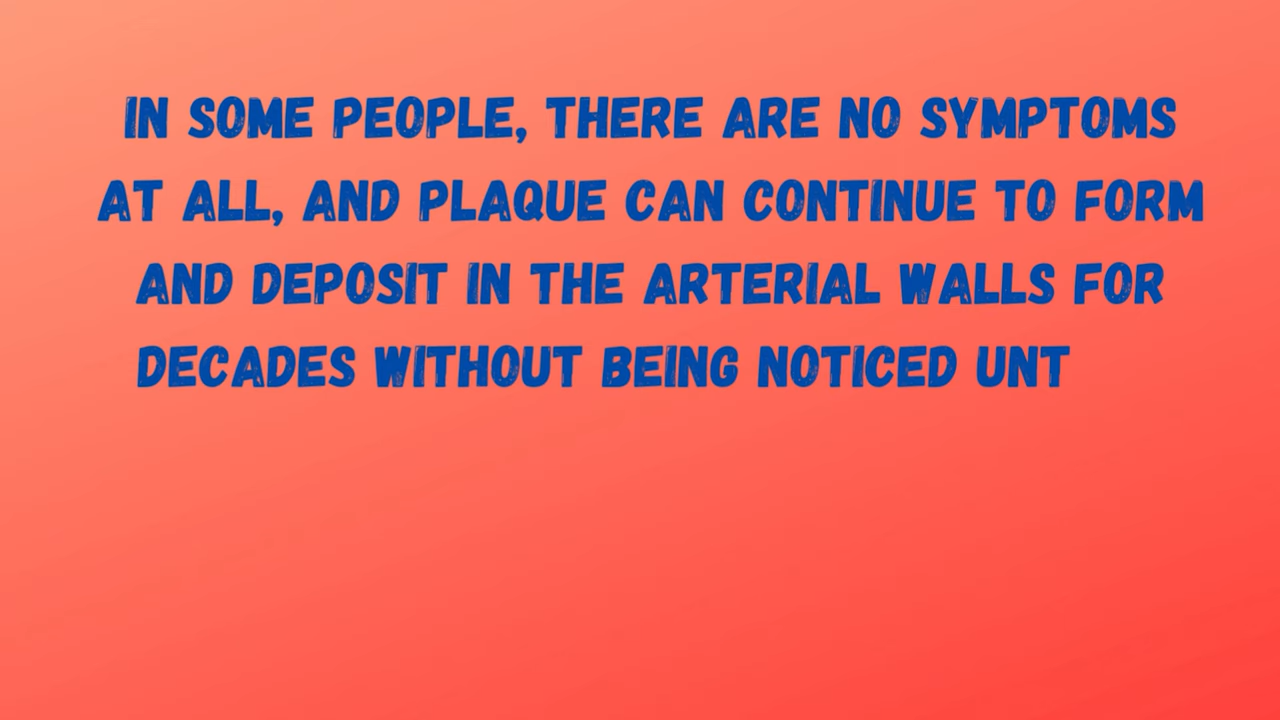 IN SOME PEOPLE, THERE ARE NO SYMPTOMS
AT ALL, AND PLAQUE CAN CONTINUE TO FORM
AND DEPOSIT IN THE ARTERIAL WALLS FOR
DECADES WITHOUT BEING NOTICED UNT